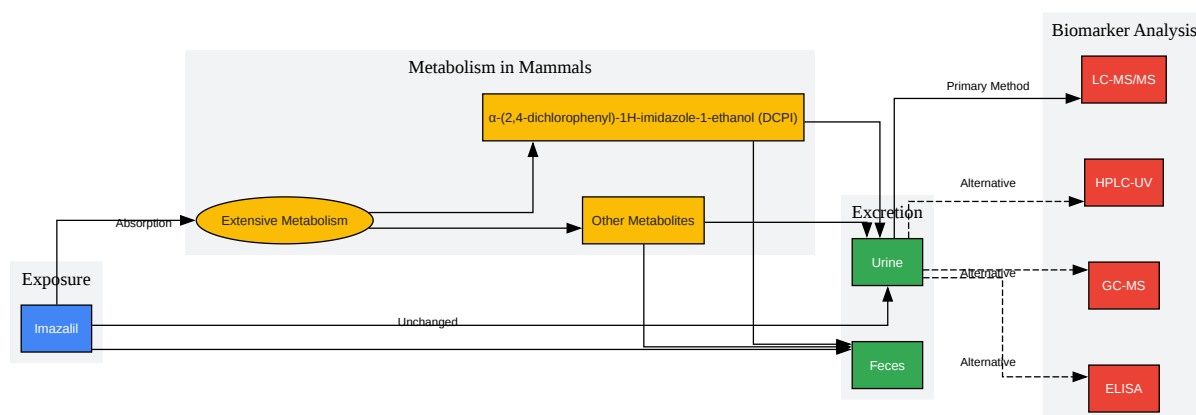 Biomarker Analysis
Metabolism in Mammals
LC-MS/MS
Primary Method
α-(2,4-dichlorophenyl)-1H-imidazole-1-ethanol (DCPI)
HPLC-UV
Alternative
Extensive Metabolism
Absorption
Other Metabolites
Excretion
Urine
Exposure
Alternative
GC-MS
Imazalil
Unchanged
Feces
Alternative
ELISA